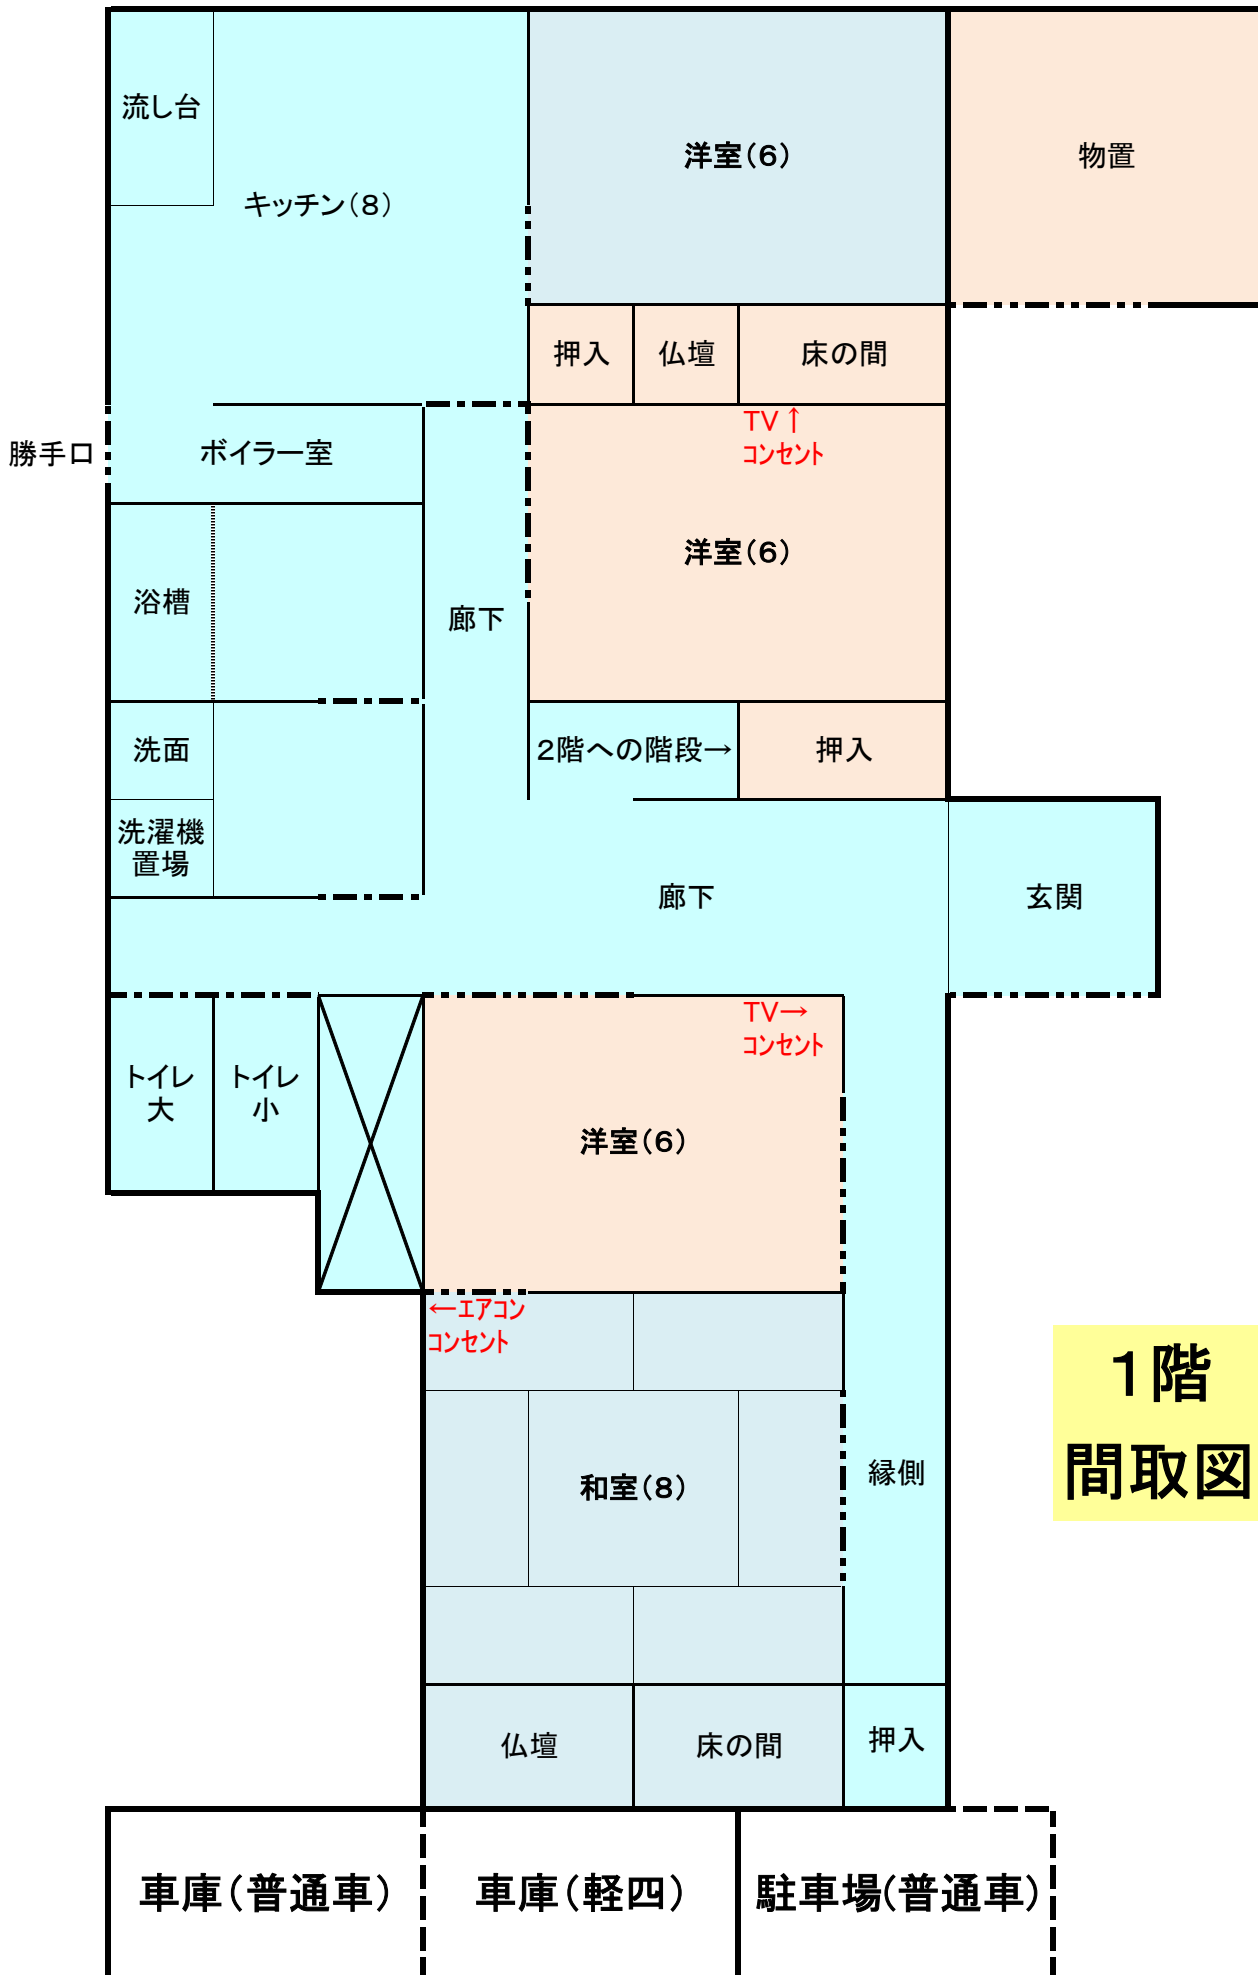 流し台
洋室(6)
物置
キッチン(8)
押入
仏壇
床の間
TV↑
コンセント
勝手口
ボイラー室
洋室(6)
浴槽
廊下
洗面
2階への階段→
押入
洗濯機
置場
廊下
玄関
TV→
コンセント
トイレ
大
トイレ
小
洋室(6)
←エアコン
コンセント
1階
間取図
和室(8)
縁側
仏壇
床の間
押入
車庫(普通車)
車庫(軽四)
駐車場(普通車)